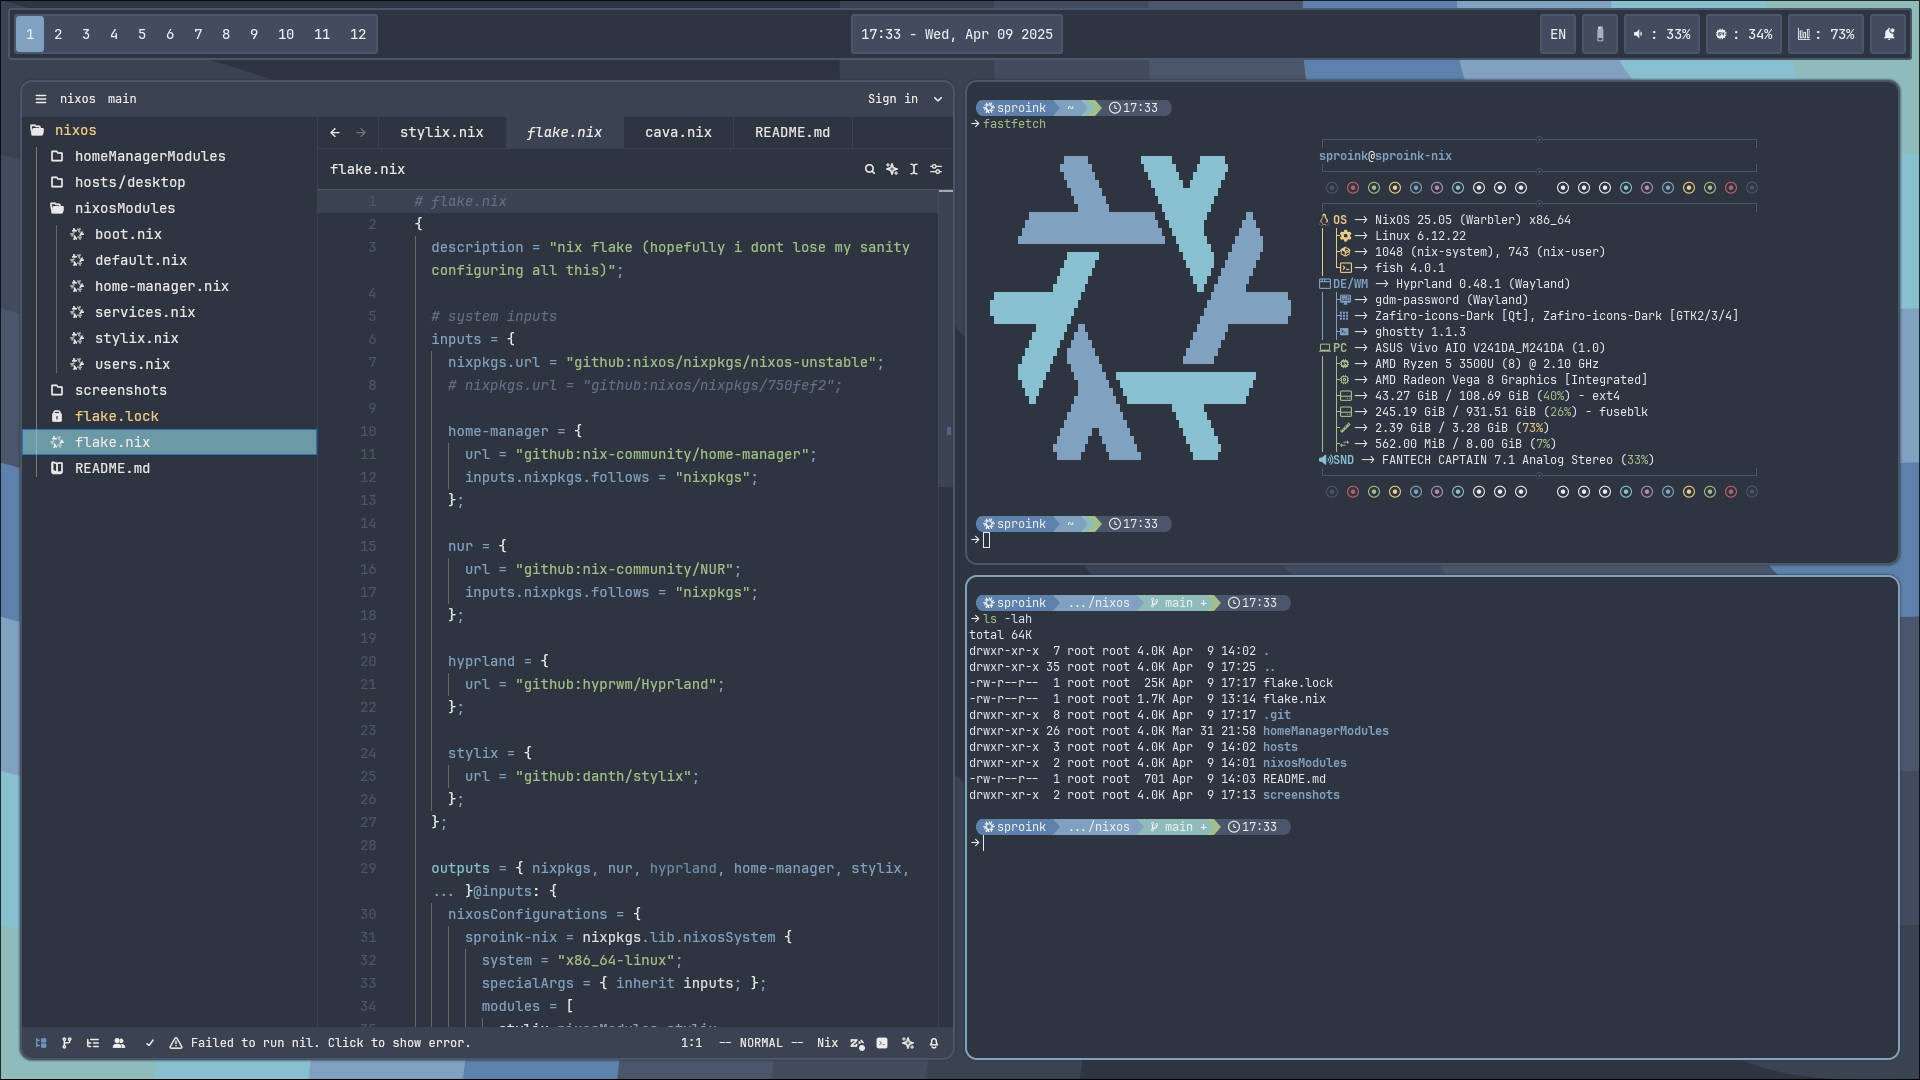 1 2 3 4 5 6 7 8 9 10 11 12
17:33 - Wed, Apr 09 2025
EN : 33% : 34% : 73%
nixos main
Sign in
nixos
homeManagerModules
hosts/desktop
nixosModules
boot.nix
default.nix
home-manager.nix
services.nix
stylix.nix
users.nix
screenshots
flake.lock
flake.nix
README.md
stylix.nix flake.nix cava.nix README.md
flake.nix
1 # flake.nix
2 {
3 description = "nix flake (hopefully i dont lose my sanity
configuring all this)";
4
5 # system inputs
6 inputs = {
7 nixpkgs.url = "github:nixos/nixpkgs/nixos-unstable";
8 # nixpkgs.url = "github:nixos/nixpkgs/750fef2";
9
10 home-manager = {
11 url = "github:nix-community/home-manager";
12 inputs.nixpkgs.follows = "nixpkgs";
13 };
14
15 nur = {
16 url = "github:nix-community/NUR";
17 inputs.nixpkgs.follows = "nixpkgs";
18 };
19
20 hyprland = {
21 url = "github:hyprwm/Hyprland";
22 };
23
24 stylix = {
25 url = "github:danth/stylix";
26 };
27 };
28
29 outputs = { nixpkgs, nur, hyprland, home-manager, stylix,
... }@inputs: {
30 nixosConfigurations = {
31 sproink-nix = nixpkgs.lib.nixosSystem {
32 system = "x86_64-linux";
33 specialArgs = { inherit inputs; };
34 modules = [
Failed to run nil. Click to show error.
1:1 -- NORMAL -- Nix
sproink ~ 17:33
→ fastfetch
sproink@sproink-nix
OS → NixOS 25.05 (Warbler) x86_64
→ Linux 6.12.22
→ 1048 (nix-system), 743 (nix-user)
→ fish 4.0.1
DE/WM → Hyprland 0.48.1 (Wayland)
→ gdm-password (Wayland)
→ Zafiro-icons-Dark [Qt], Zafiro-icons-Dark [GTK2/3/4]
→ ghostty 1.1.3
PC → ASUS Vivo AIO V241DA_M241DA (1.0)
→ AMD Ryzen 5 3500U (8) @ 2.10 GHz
→ AMD Radeon Vega 8 Graphics [Integrated]
→ 43.27 GiB / 108.69 GiB (40%) - ext4
→ 245.19 GiB / 931.51 GiB (26%) - fuseblk
→ 2.39 GiB / 3.28 GiB (73%)
→ 562.00 MiB / 8.00 GiB (7%)
SND → FANTECH CAPTAIN 7.1 Analog Stereo (33%)
sproink ~ 17:33
→
sproink .../nixos main + 17:33
→ ls -lah
total 64K
drwxr-xr-x 7 root root 4.0K Apr 9 14:02 .
drwxr-xr-x 35 root root 4.0K Apr 9 17:25 ..
-rw-r--r-- 1 root root 25K Apr 9 17:17 flake.lock
-rw-r--r-- 1 root root 1.7K Apr 9 13:14 flake.nix
drwxr-xr-x 8 root root 4.0K Apr 9 17:17 .git
drwxr-xr-x 26 root root 4.0K Mar 31 21:58 homeManagerModules
drwxr-xr-x 3 root root 4.0K Apr 9 14:02 hosts
drwxr-xr-x 2 root root 4.0K Apr 9 14:01 nixosModules
-rw-r--r-- 1 root root 701 Apr 9 14:03 README.md
drwxr-xr-x 2 root root 4.0K Apr 9 17:13 screenshots
sproink .../nixos main + 17:33
→